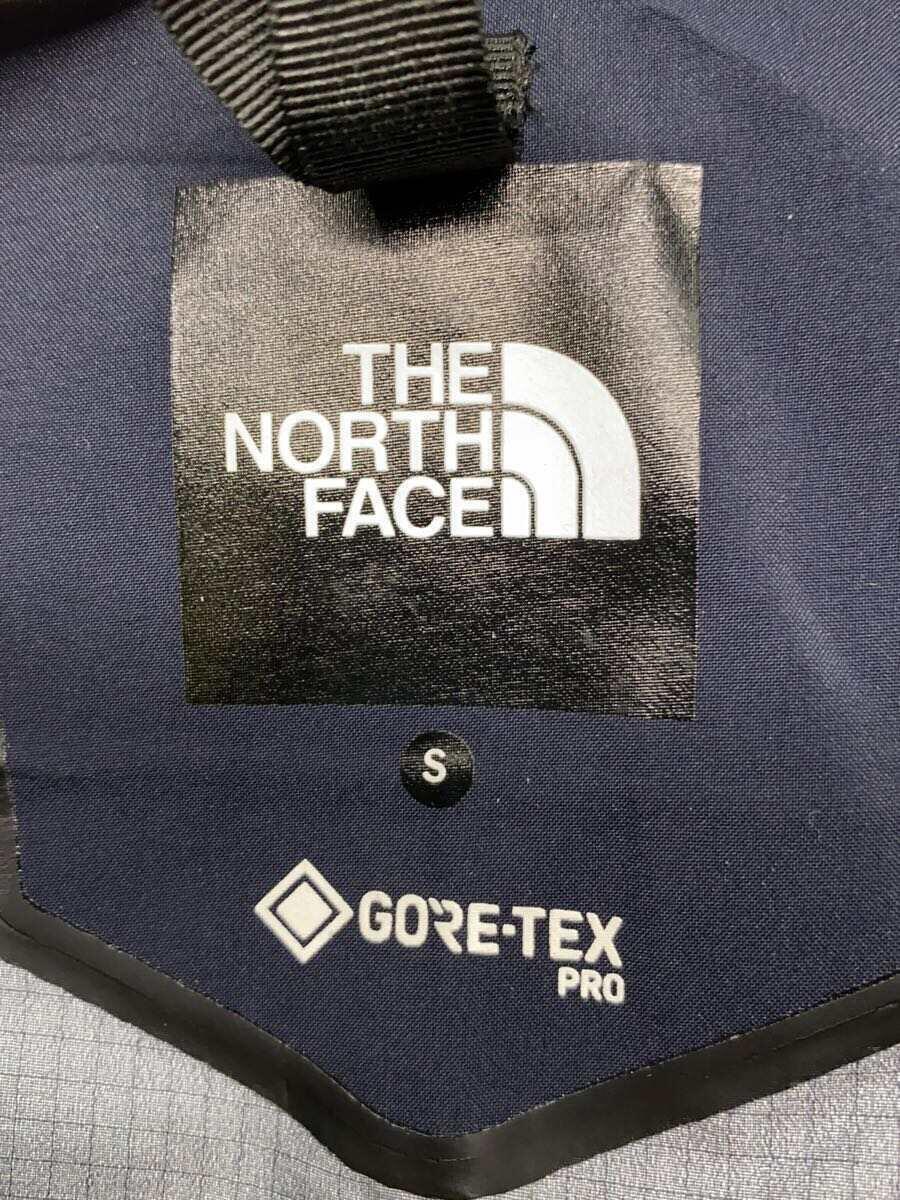 THE
NORTH
FACE
S
GORE-TEX
PRO